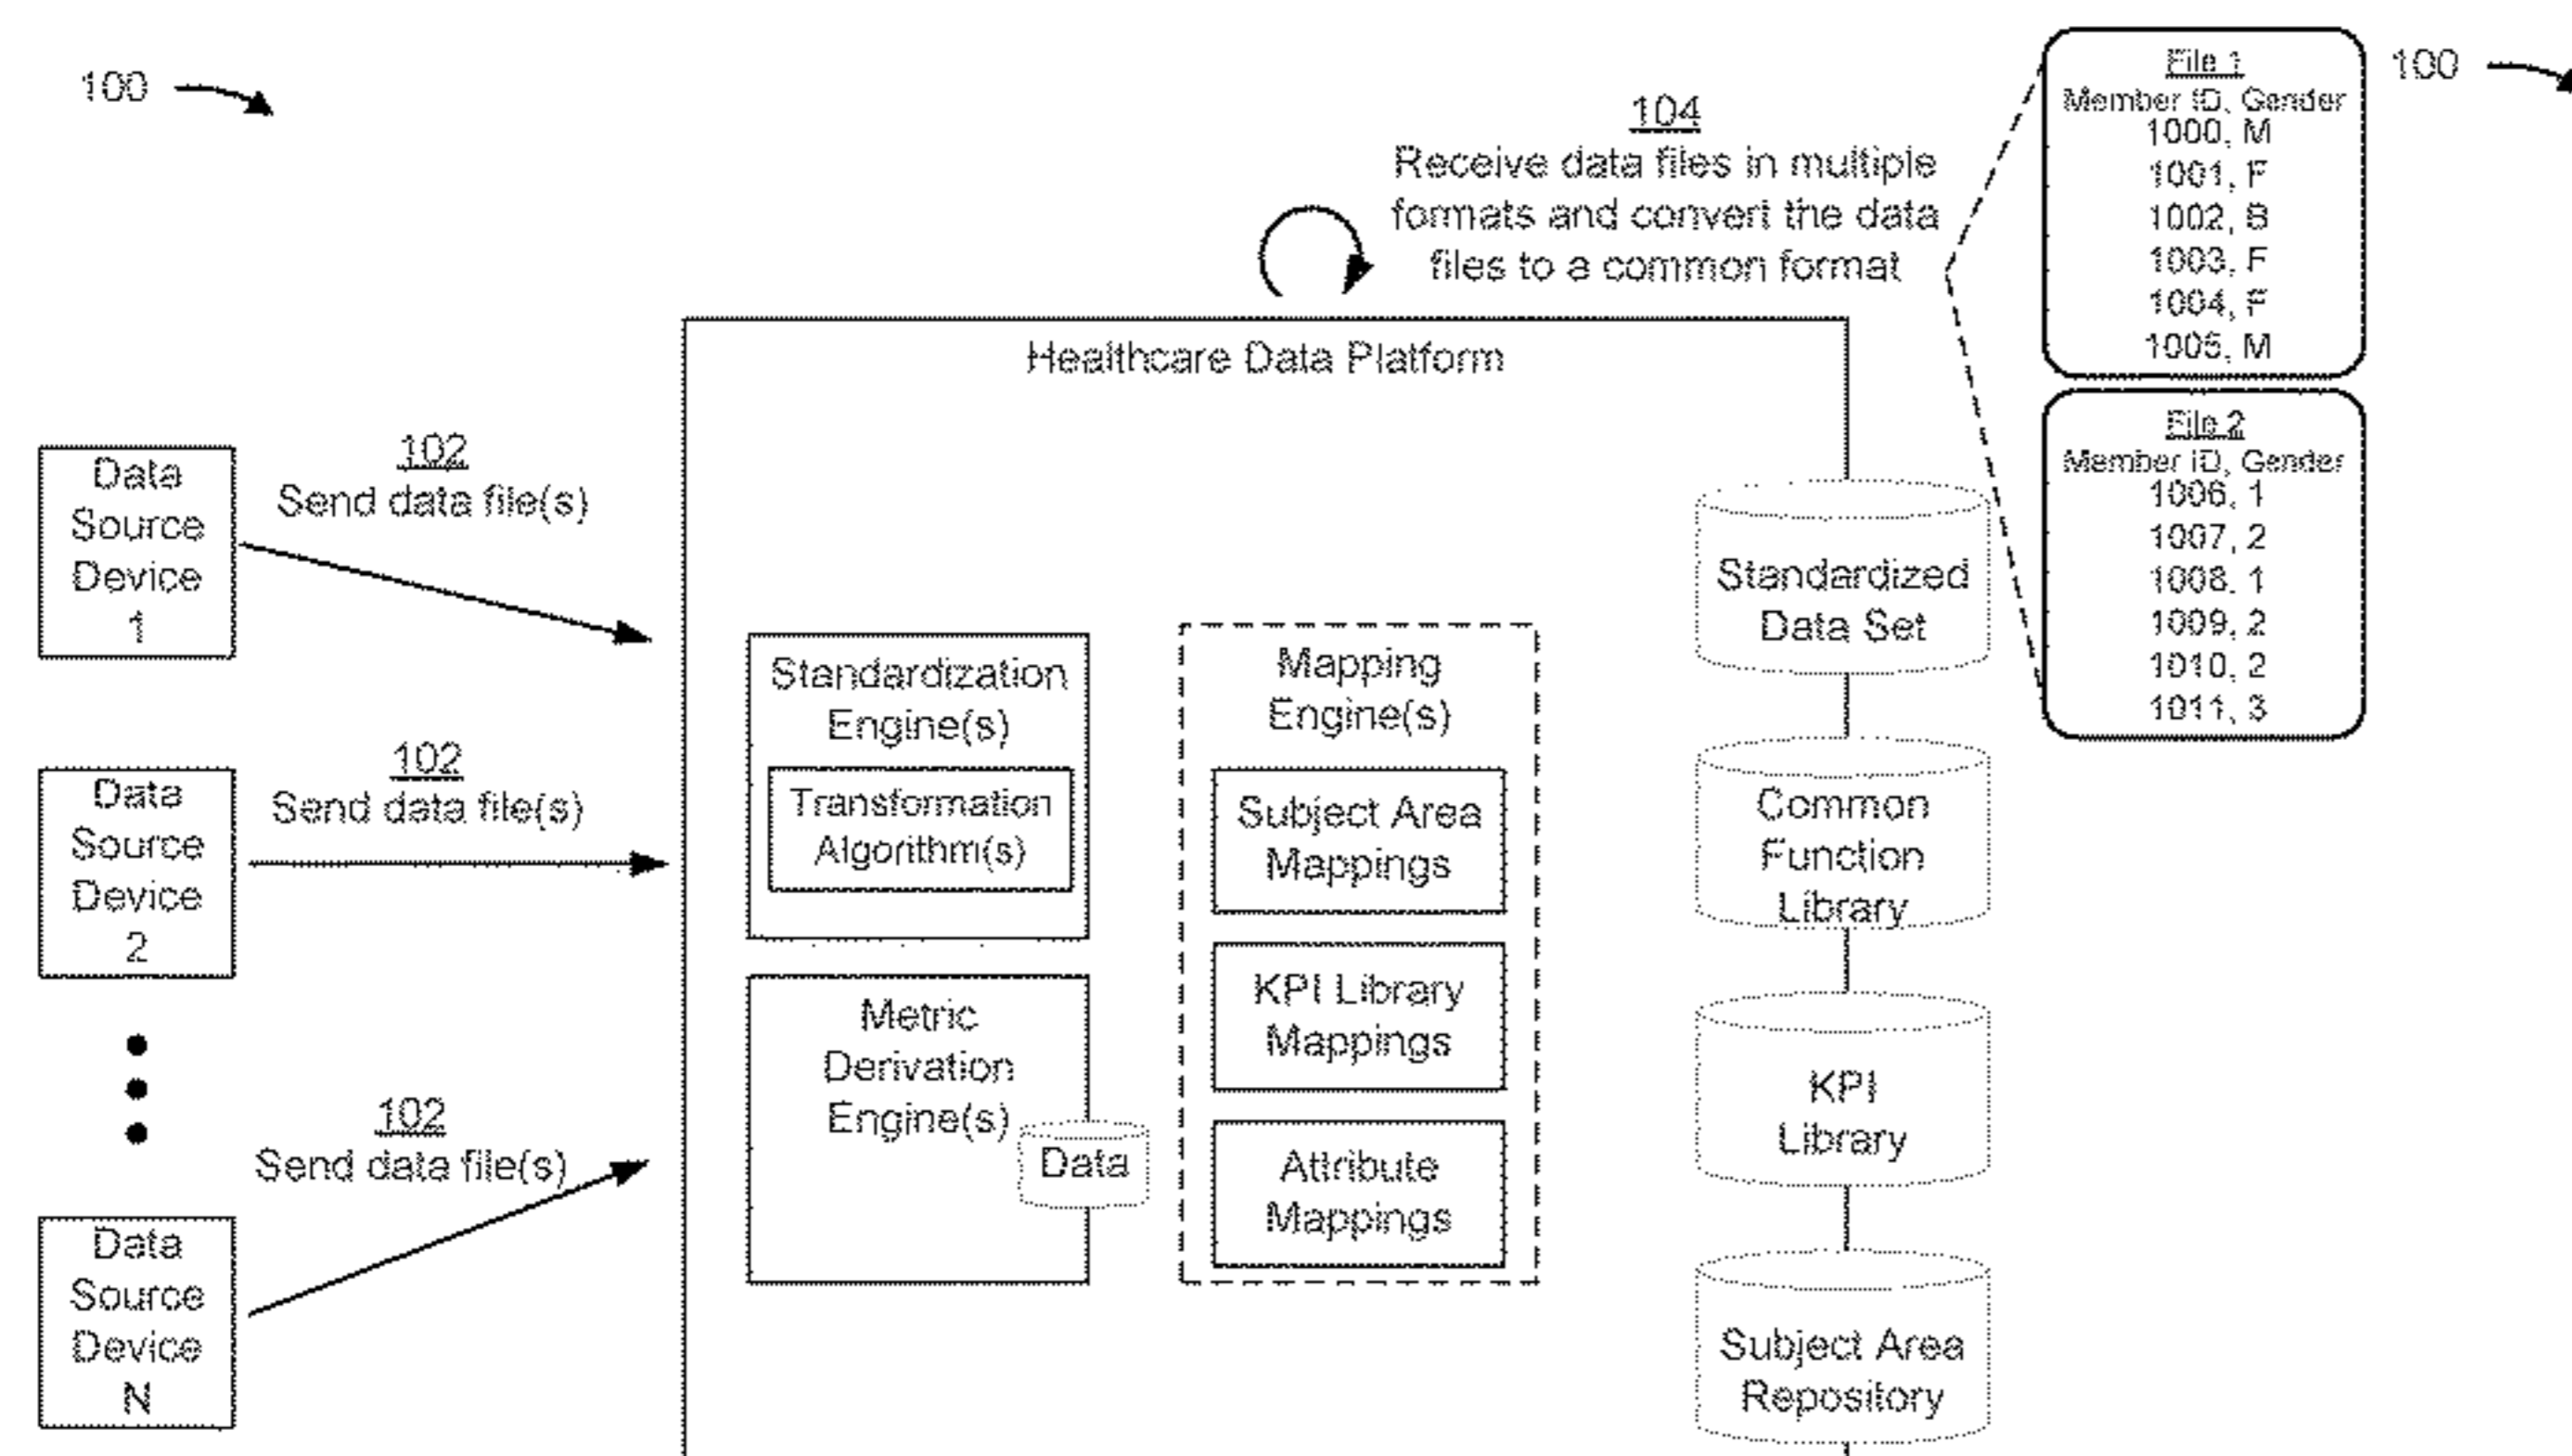 100
104
Receive data files in multiple
formats and convert the data
files to a common format
File 1
Member ID, Gender
1000, M
1001, F
1002, B
1003, F
1004, F
1005, M
100
File 2
Member ID, Gender
1006, 1
1007, 2
1008, 1
1009, 2
1010, 2
1011, 3
Healthcare Data Platform
Data
Source
Device
1
102
Send data file(s)
Data
Source
Device
2
102
Send data file(s)
102
Send data file(s)
Data
Source
Device
N
Standardization
Engine(s)
Transformation
Algorithm(s)
Metric
Derivation
Engine(s)
Data
Mapping
Engine(s)
Subject Area
Mappings
KPI Library
Mappings
Attribute
Mappings
Standardized
Data Set
Common
Function
Library
KPI
Library
Subject Area
Repository